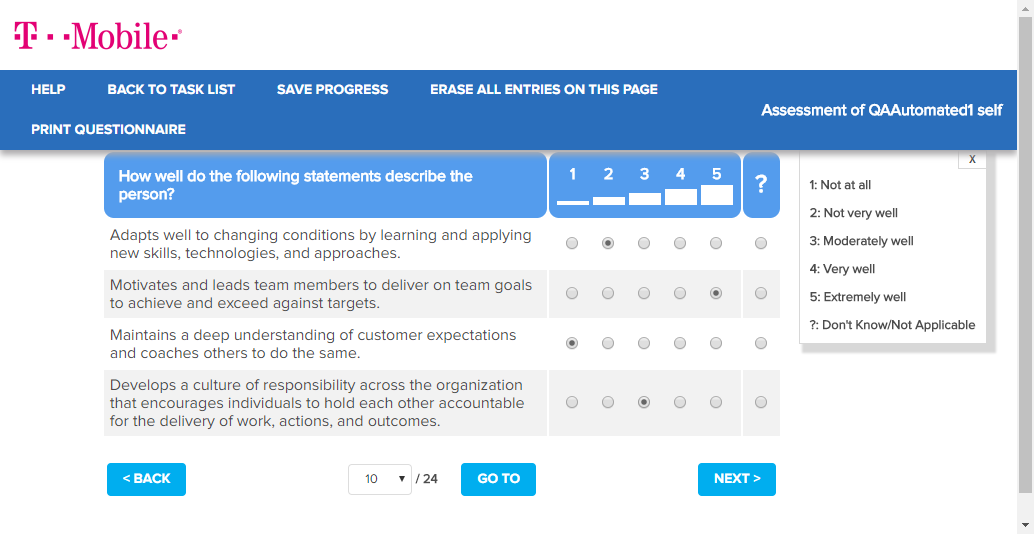 T··Mobile·®
HELP BACK TO TASK LIST SAVE PROGRESS ERASE ALL ENTRIES ON THIS PAGE
PRINT QUESTIONNAIRE
Assessment of QAAutomated1 self
How well do the following statements describe the
person?
1 2 3 4 5 ?
Adapts well to changing conditions by learning and applying
new skills, technologies, and approaches.
Motivates and leads team members to deliver on team goals
to achieve and exceed against targets.
Maintains a deep understanding of customer expectations
and coaches others to do the same.
Develops a culture of responsibility across the organization
that encourages individuals to hold each other accountable
for the delivery of work, actions, and outcomes.
X
1: Not at all
2: Not very well
3: Moderately well
4: Very well
5: Extremely well
?: Don't Know/Not Applicable
< BACK 10 / 24 GO TO NEXT >